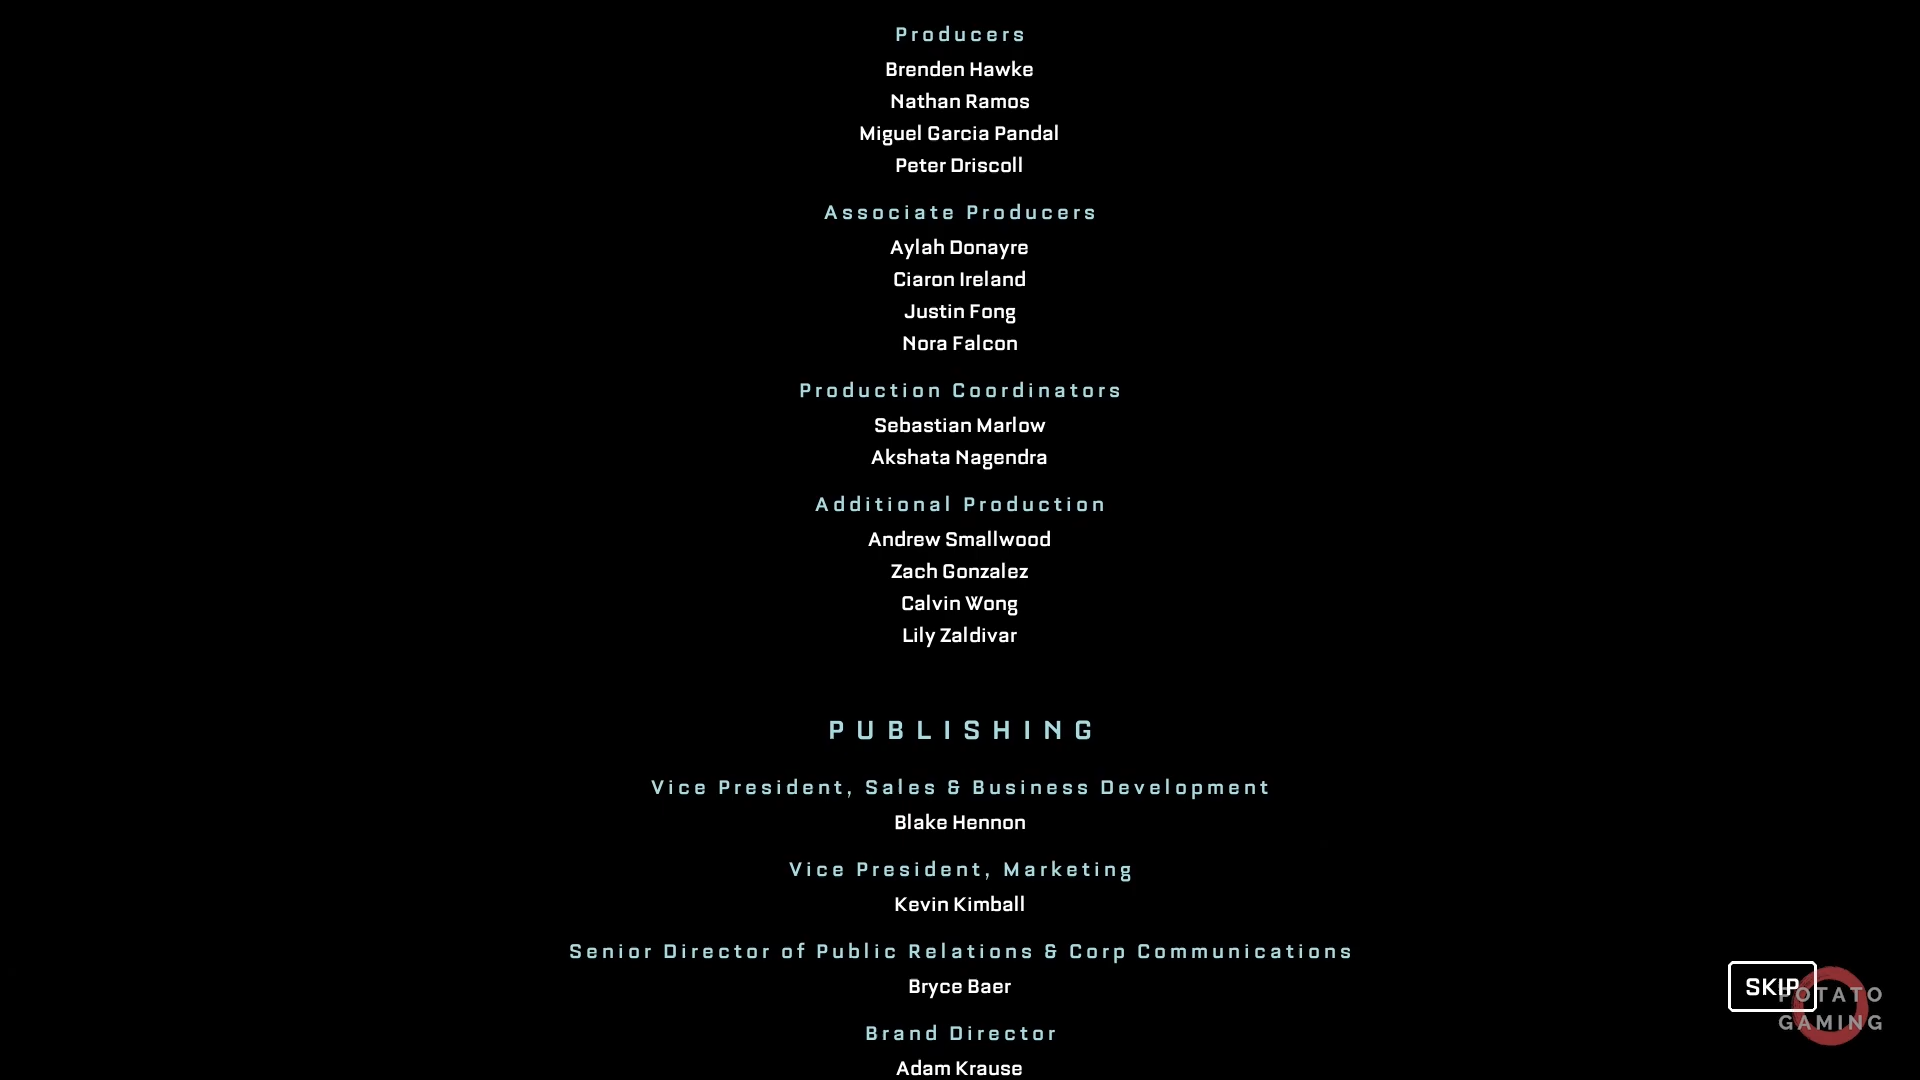 Producers
Brenden Hawke
Nathan Ramos
Miguel Garcia Pandal
Peter Driscoll
Associate Producers
Aylah Donayre
Ciaron Ireland
Justin Fong
Nora Falcon
Production Coordinators
Sebastian Marlow
Akshata Nagendra
Additional Production
Andrew Smallwood
Zach Gonzalez
Calvin Wong
Lily Zaldivar
PUBLISHING
Vice President, Sales & Business Development
Blake Hennon
Vice President, Marketing
Kevin Kimball
Senior Director of Public Relations & Corp Communications
Bryce Baer
Brand Director
Adam Krause
SKIP
POTATO
GAMING